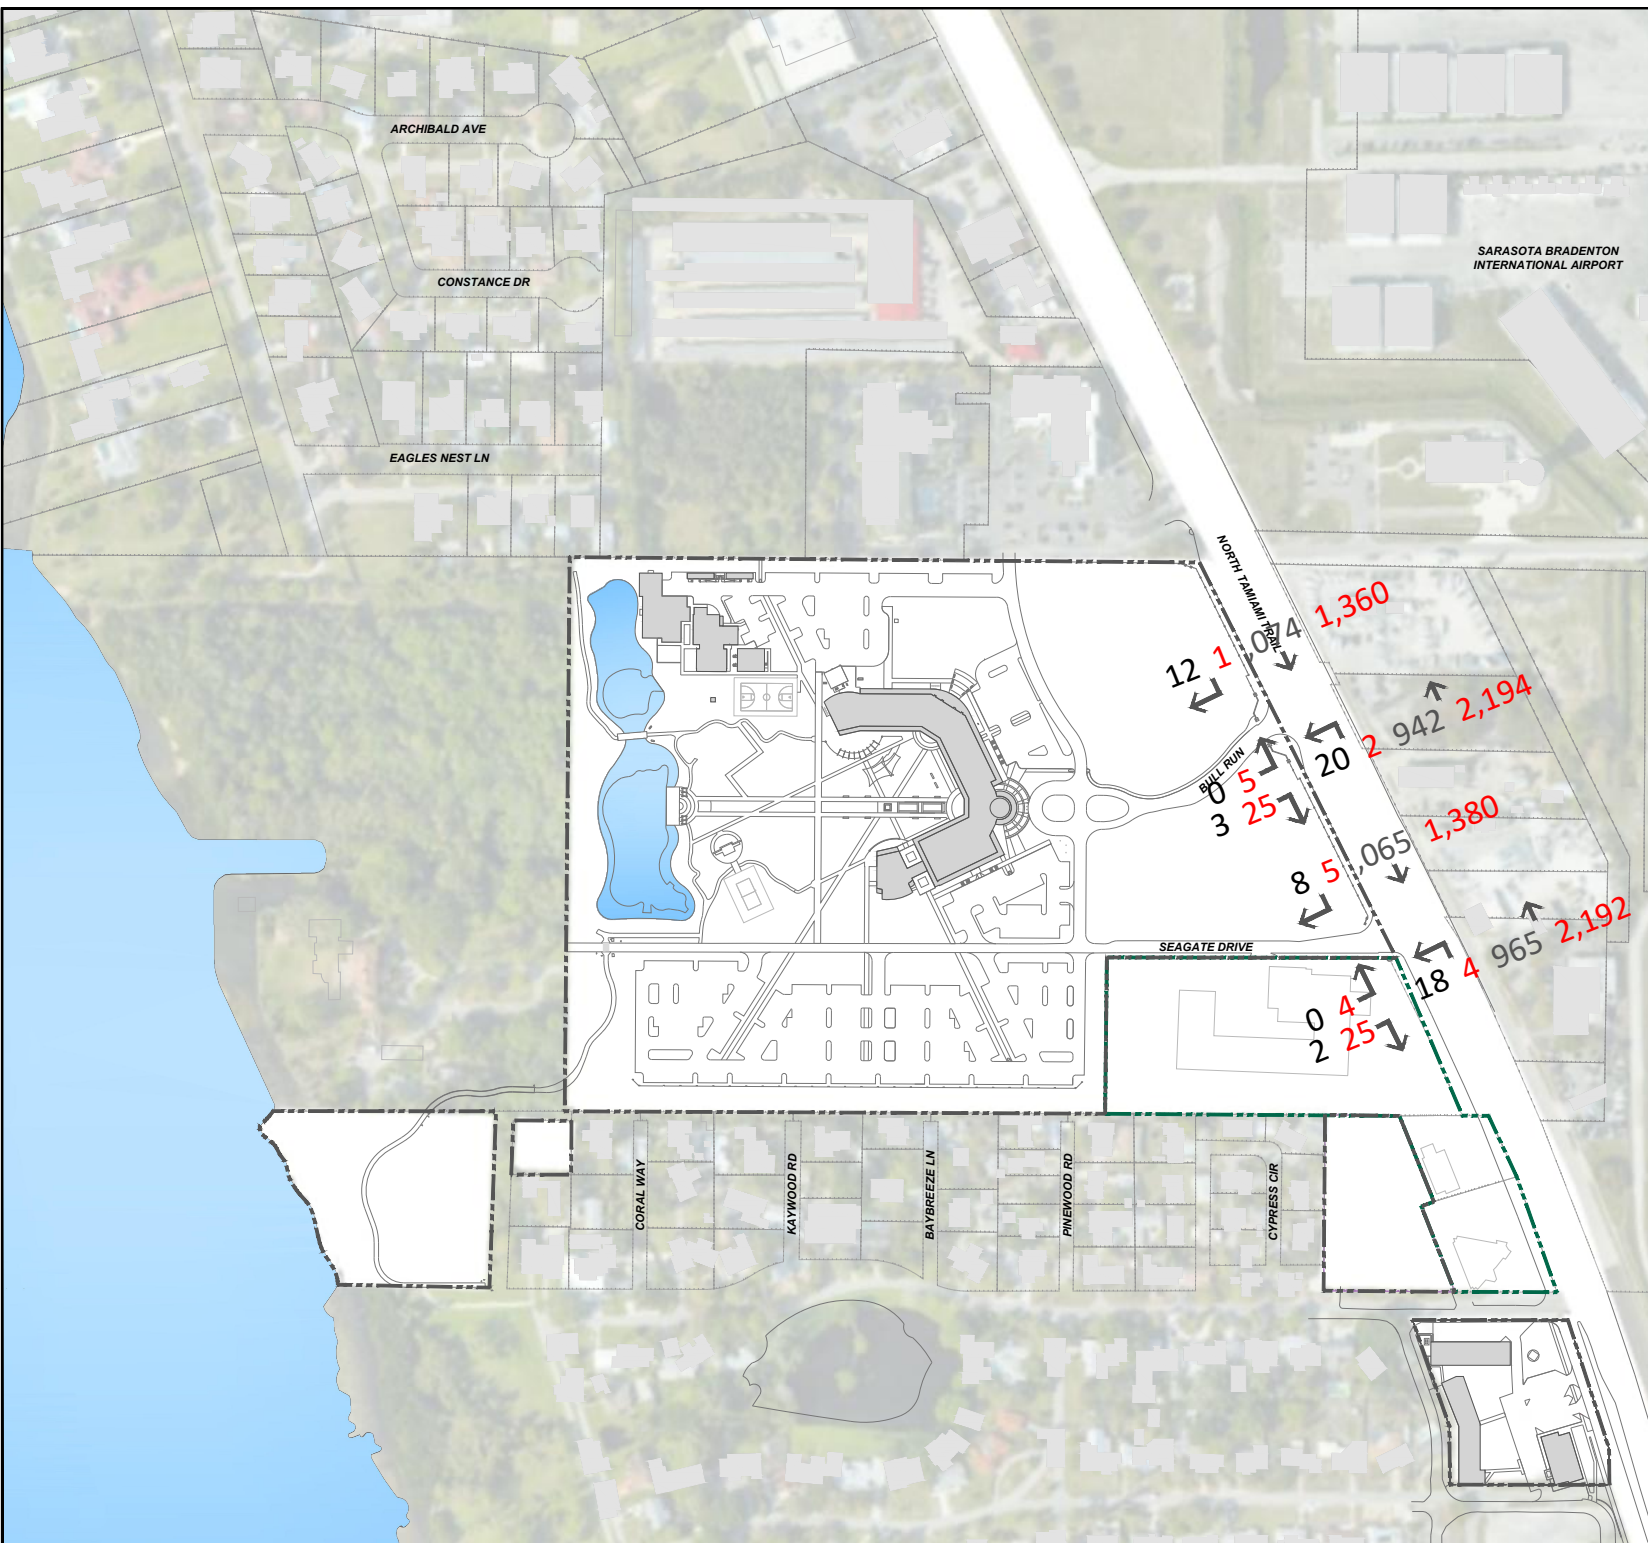 ARCHIBALD AVE
CONSTANCE DR
EAGLES NEST LN
SARASOTA BRADENTON
INTERNATIONAL AIRPORT
NORTH TAMIAMI TRAIL
12 1 ,074 1,360
20 2 942 2,194
BULL RUN
0 5
3 25
8 5 ,065 1,380
SEAGATE DRIVE
18 4 965 2,192
0 4
2 25
CORAL WAY
KAYWOOD RD
BAYBREEZE LN
PINEWOOD RD
CYPRESS CIR